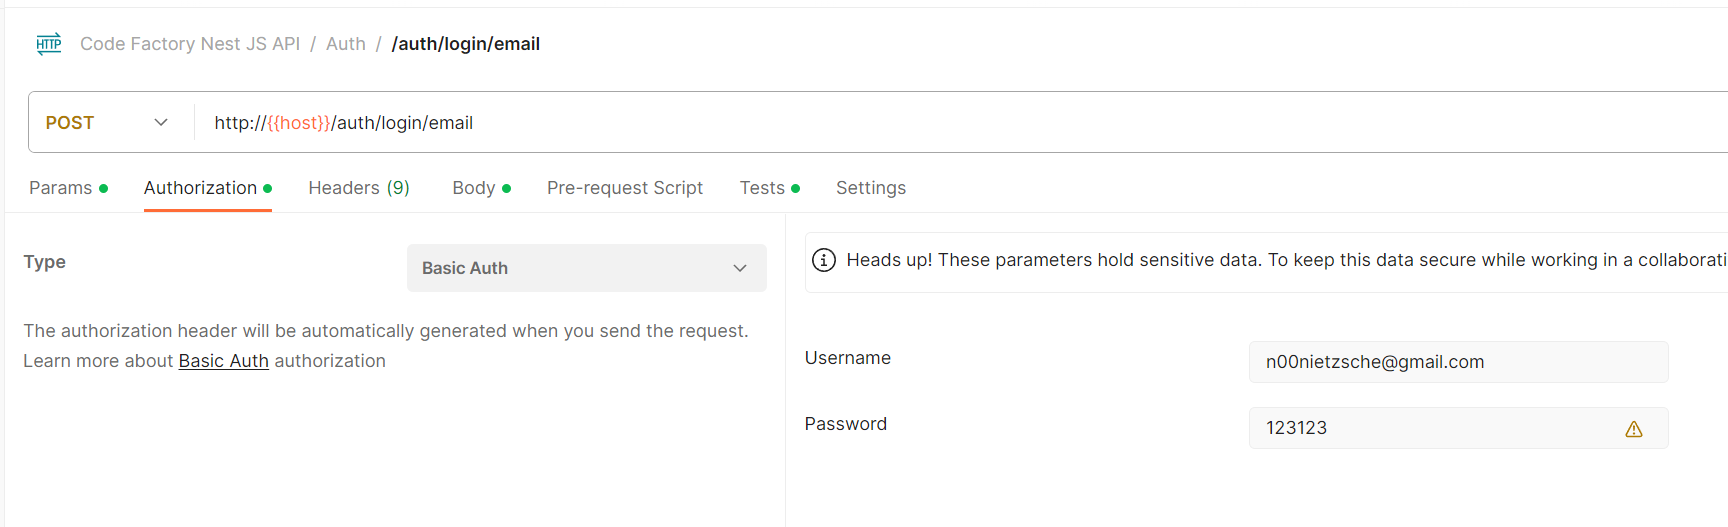 HTTP Code Factory Nest JS API / Auth / /auth/login/email
POST http://{{host}}/auth/login/email
Params Authorization Headers (9) Body Pre-request Script Tests Settings
Type Basic Auth
The authorization header will be automatically generated when you send the request.
Learn more about Basic Auth authorization
Heads up! These parameters hold sensitive data. To keep this data secure while working in a collaborati
Username n00nietzsche@gmail.com
Password 123123